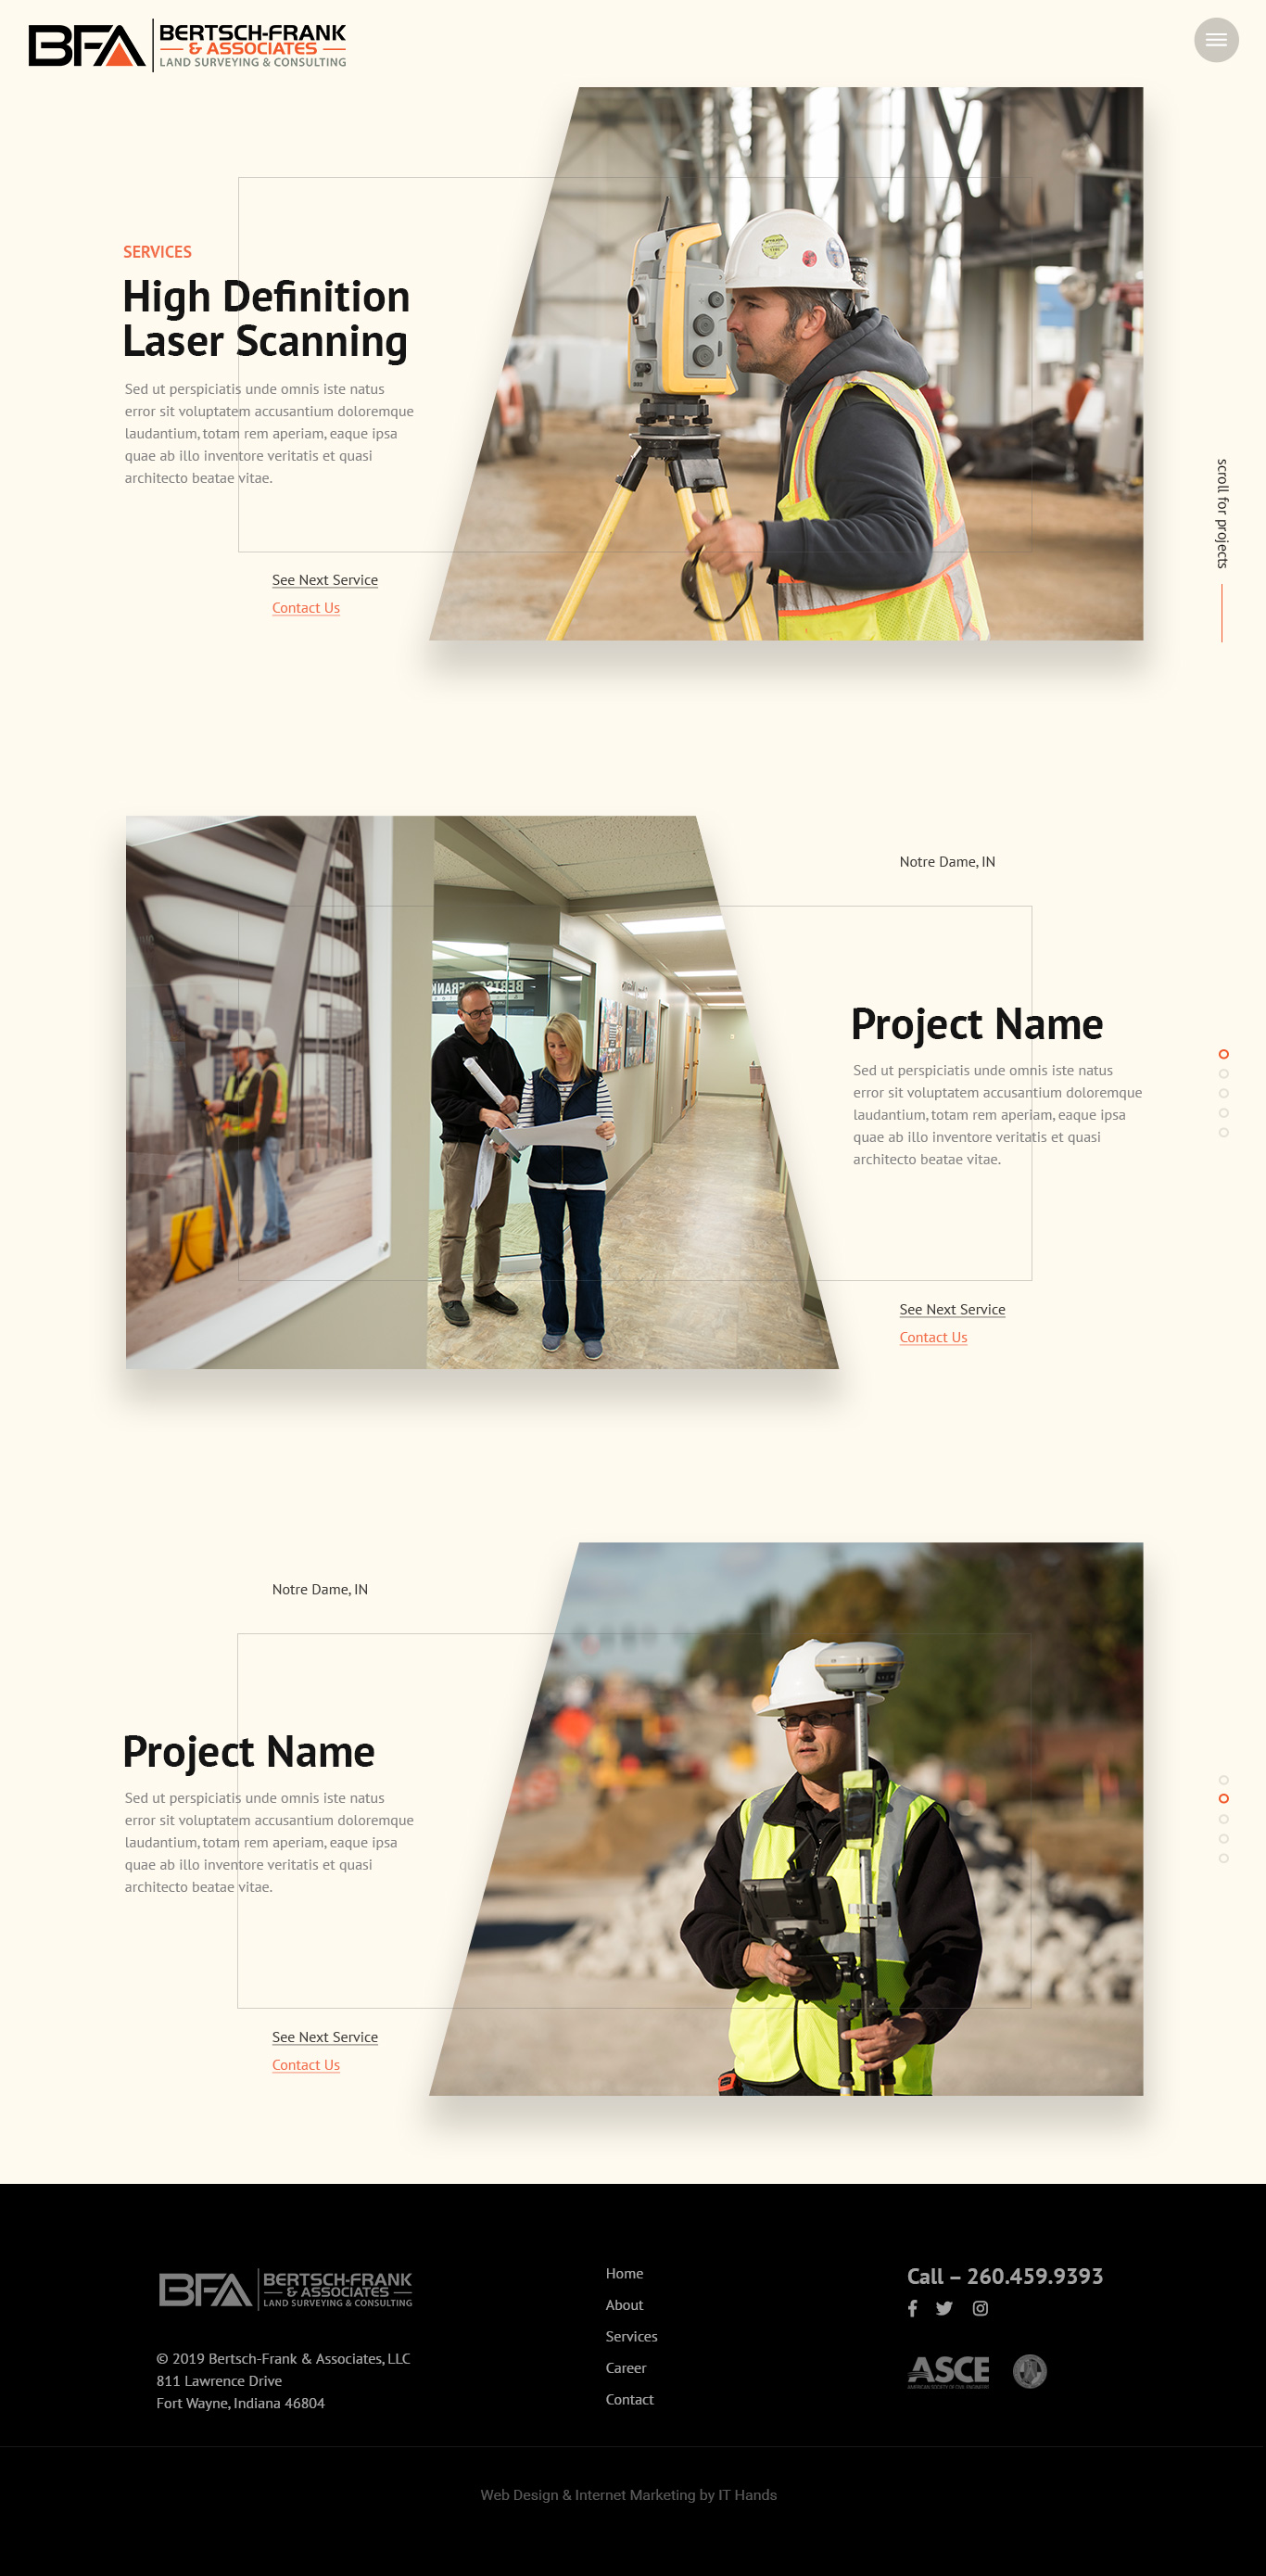 BFA
BERTSCH-FRANK
& ASSOCIATES
LAND SURVEYING & CONSULTING
SERVICES
High Definition
Laser Scanning
Sed ut perspiciatis unde omnis iste natus
error sit voluptatem accusantium doloremque
laudantium, totam rem aperiam, eaque ipsa
quae ab illo inventore veritatis et quasi
architecto beatae vitae.
See Next Service
Contact Us
scroll for projects
Notre Dame, IN
Project Name
Sed ut perspiciatis unde omnis iste natus
error sit voluptatem accusantium doloremque
laudantium, totam rem aperiam, eaque ipsa
quae ab illo inventore veritatis et quasi
architecto beatae vitae.
See Next Service
Contact Us
Notre Dame, IN
Project Name
Sed ut perspiciatis unde omnis iste natus
error sit voluptatem accusantium doloremque
laudantium, totam rem aperiam, eaque ipsa
quae ab illo inventore veritatis et quasi
architecto beatae vitae.
See Next Service
Contact Us
BFA
BERTSCH-FRANK
& ASSOCIATES
LAND SURVEYING & CONSULTING
© 2019 Bertsch-Frank & Associates, LLC
811 Lawrence Drive
Fort Wayne, Indiana 46804
Home
About
Services
Career
Contact
Call – 260.459.9393
ASCE
AMERICAN SOCIETY OF CIVIL ENGINEERS
Web Design & Internet Marketing by IT Hands